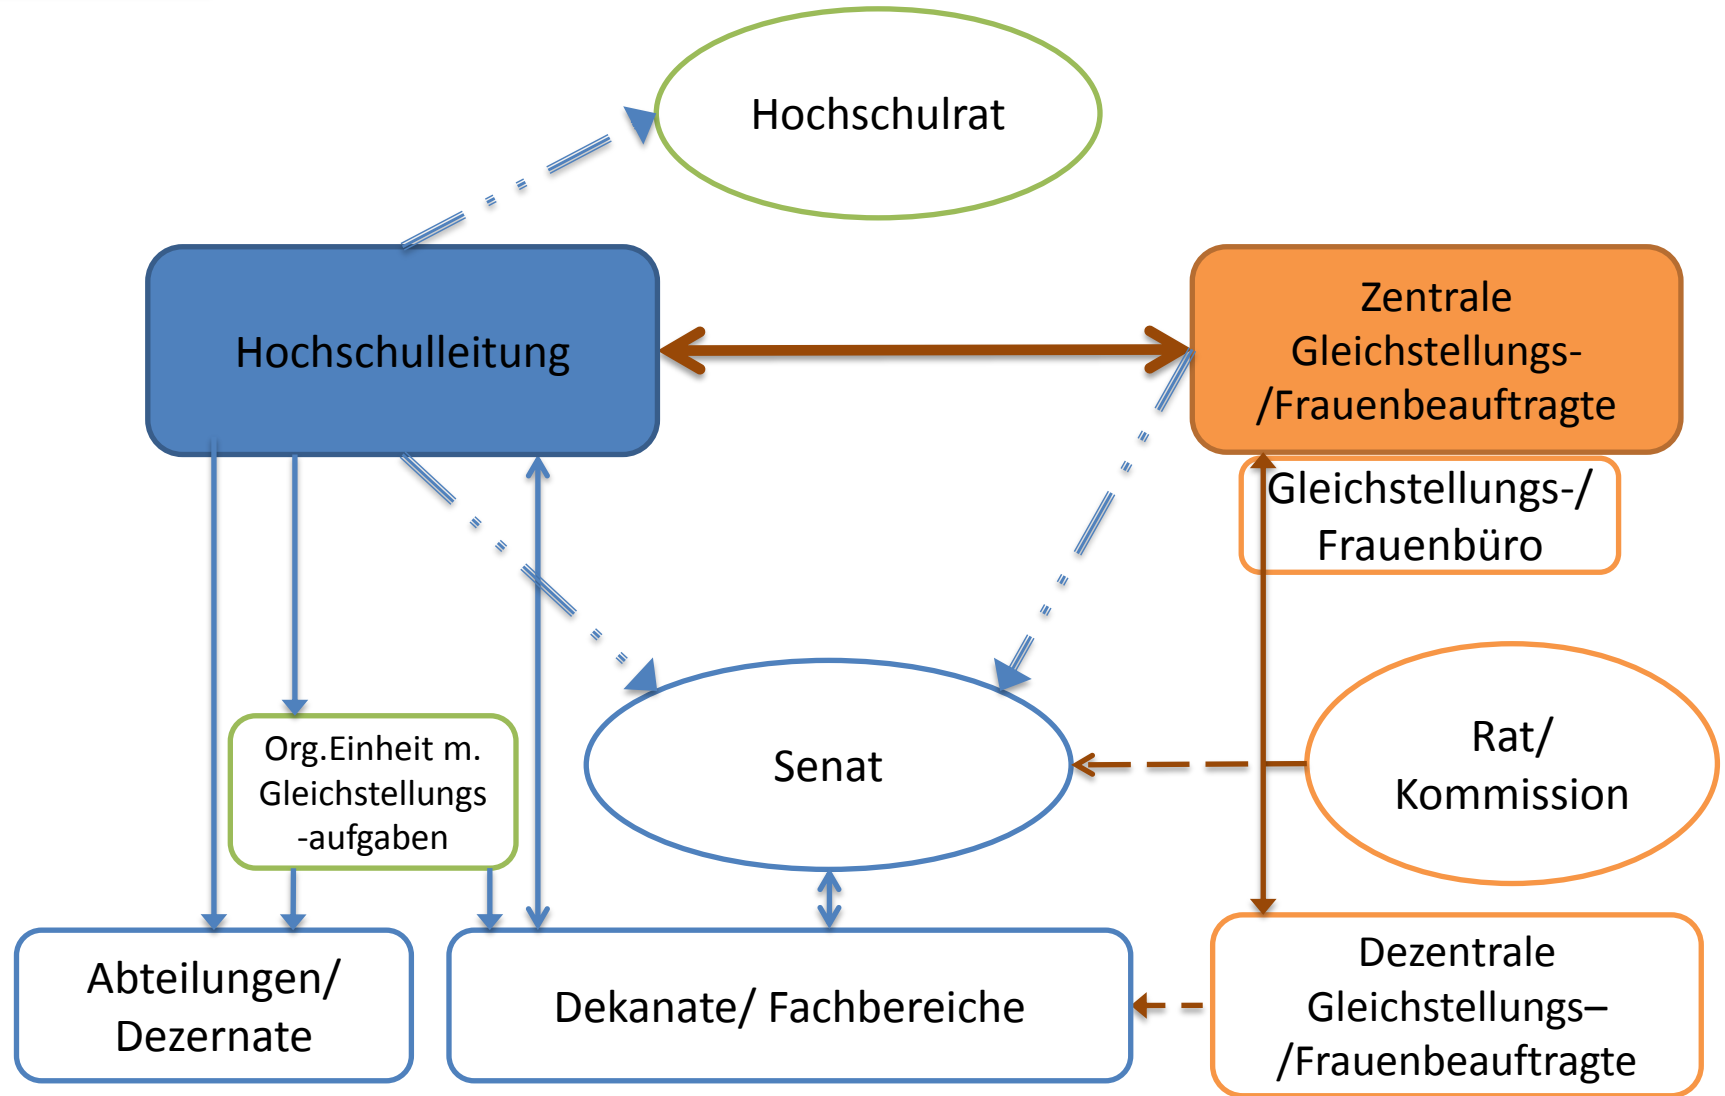 Hochschulrat
Hochschulleitung
Zentrale
Gleichstellungs-
/Frauenbeauftragte
Gleichstellungs-/
Frauenbüro
Org.Einheit m.
Gleichstellungs
-aufgaben
Senat
Rat/
Kommission
Abteilungen/
Dezernate
Dekanate/ Fachbereiche
Dezentrale
Gleichstellungs–
/Frauenbeauftragte